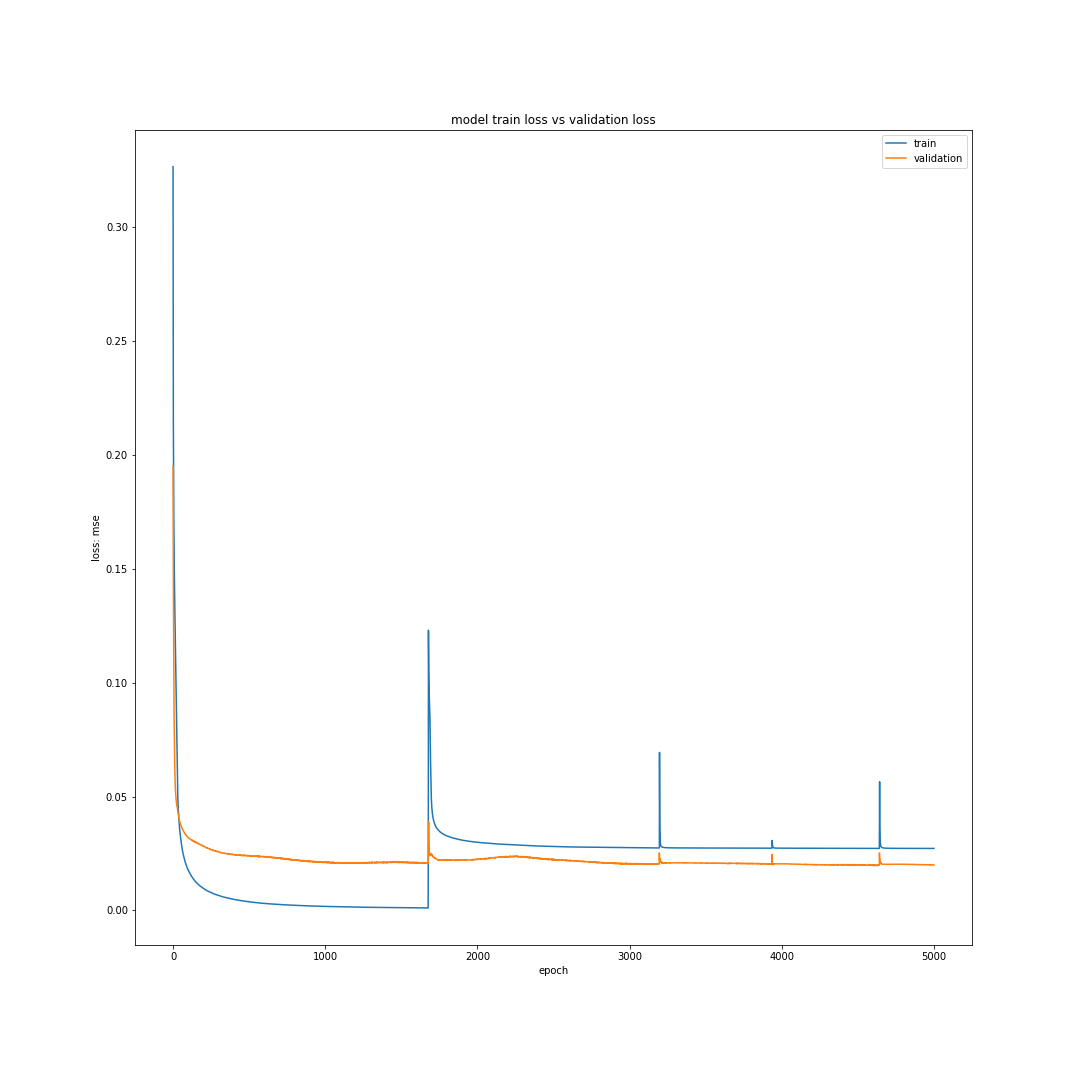 model train loss vs validation loss
train
validation
0.30
0.25
0.20
0.15
0.10
0.05
0.00
loss: mse
0 1000 2000 3000 4000 5000
epoch